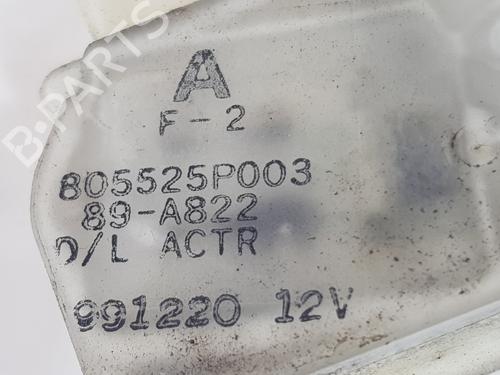 A
F-2
805525P003
89-A822
D/L ACTR
991220 12V
B-PARTS